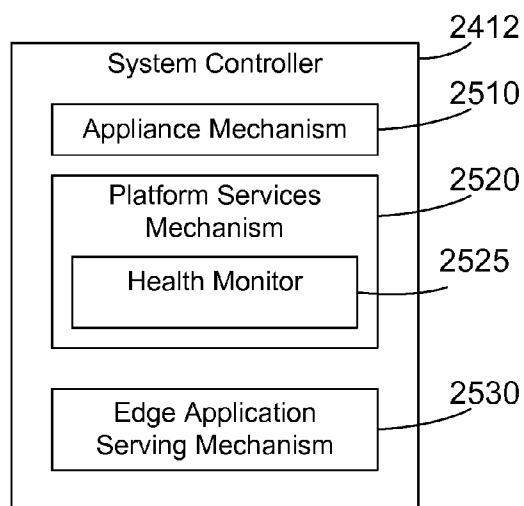 2412
System Controller
2510
Appliance Mechanism
2520
Platform Services
Mechanism
2525
Health Monitor
2530
Edge Application
Serving Mechanism